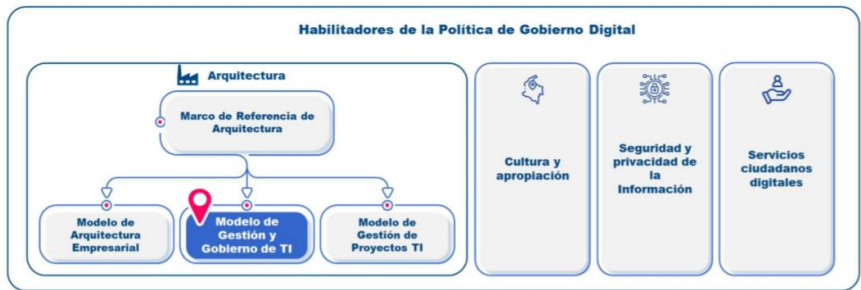 Habilitadores de la Política de Gobierno Digital
Arquitectura
Marco de Referencia de
Arquitectura
Modelo de
Arquitectura
Empresarial
Modelo de
Gestión y
Gobierno de TI
Modelo de
Gestión de
Proyectos TI
Cultura y
apropiación
Seguridad y
privacidad de
la
Información
Servicios
ciudadanos
digitales